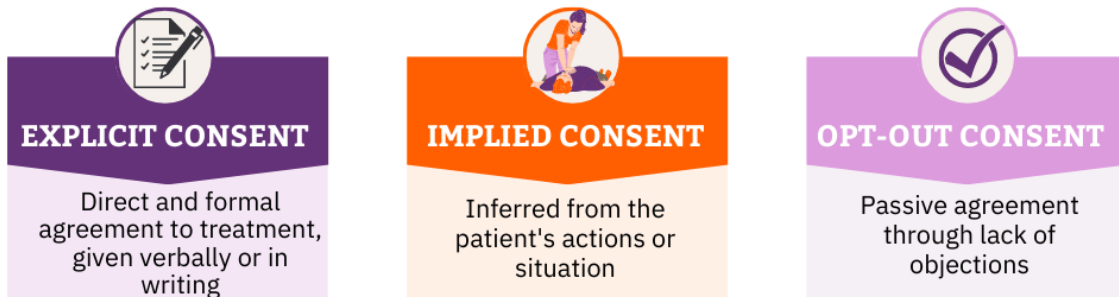 EXPLICIT CONSENT
Direct and formal
agreement to treatment,
given verbally or in
writing
IMPLIED CONSENT
Inferred from the
patient's actions or
situation
OPT-OUT CONSENT
Passive agreement
through lack of
objections